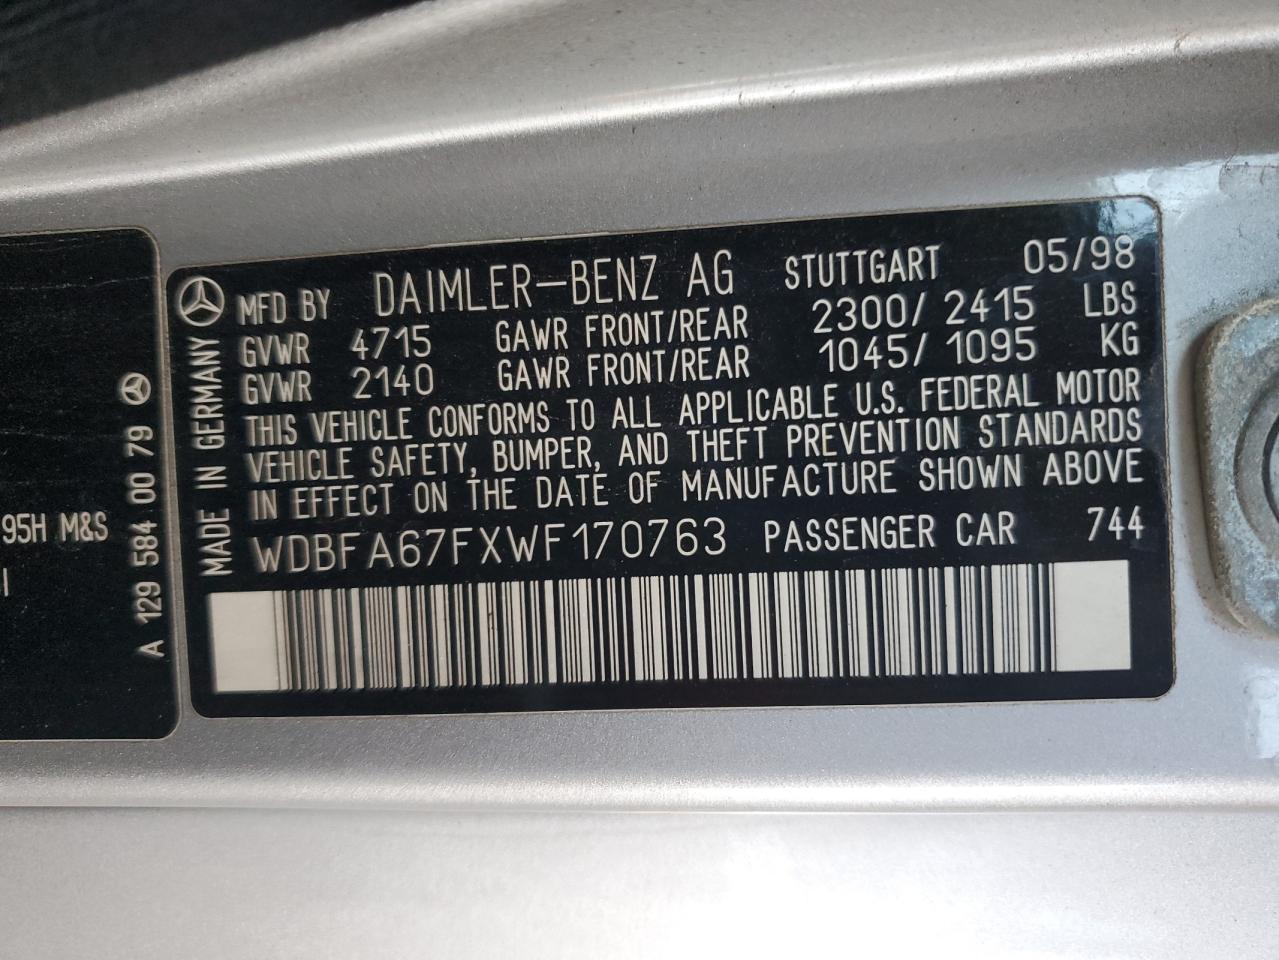 95H M&S
A 129 584 00 79
MADE IN GERMANY
MFD BY DAIMLER-BENZ AG STUTTGART 05/98
GVWR 4715 GAWR FRONT/REAR 2300/2415 LBS
GVWR 2140 GAWR FRONT/REAR 1045/1095 KG
THIS VEHICLE CONFORMS TO ALL APPLICABLE U.S. FEDERAL MOTOR
VEHICLE SAFETY, BUMPER, AND THEFT PREVENTION STANDARDS
IN EFFECT ON THE DATE OF MANUFACTURE SHOWN ABOVE
WDBFA67FXWF170763 PASSENGER CAR 744